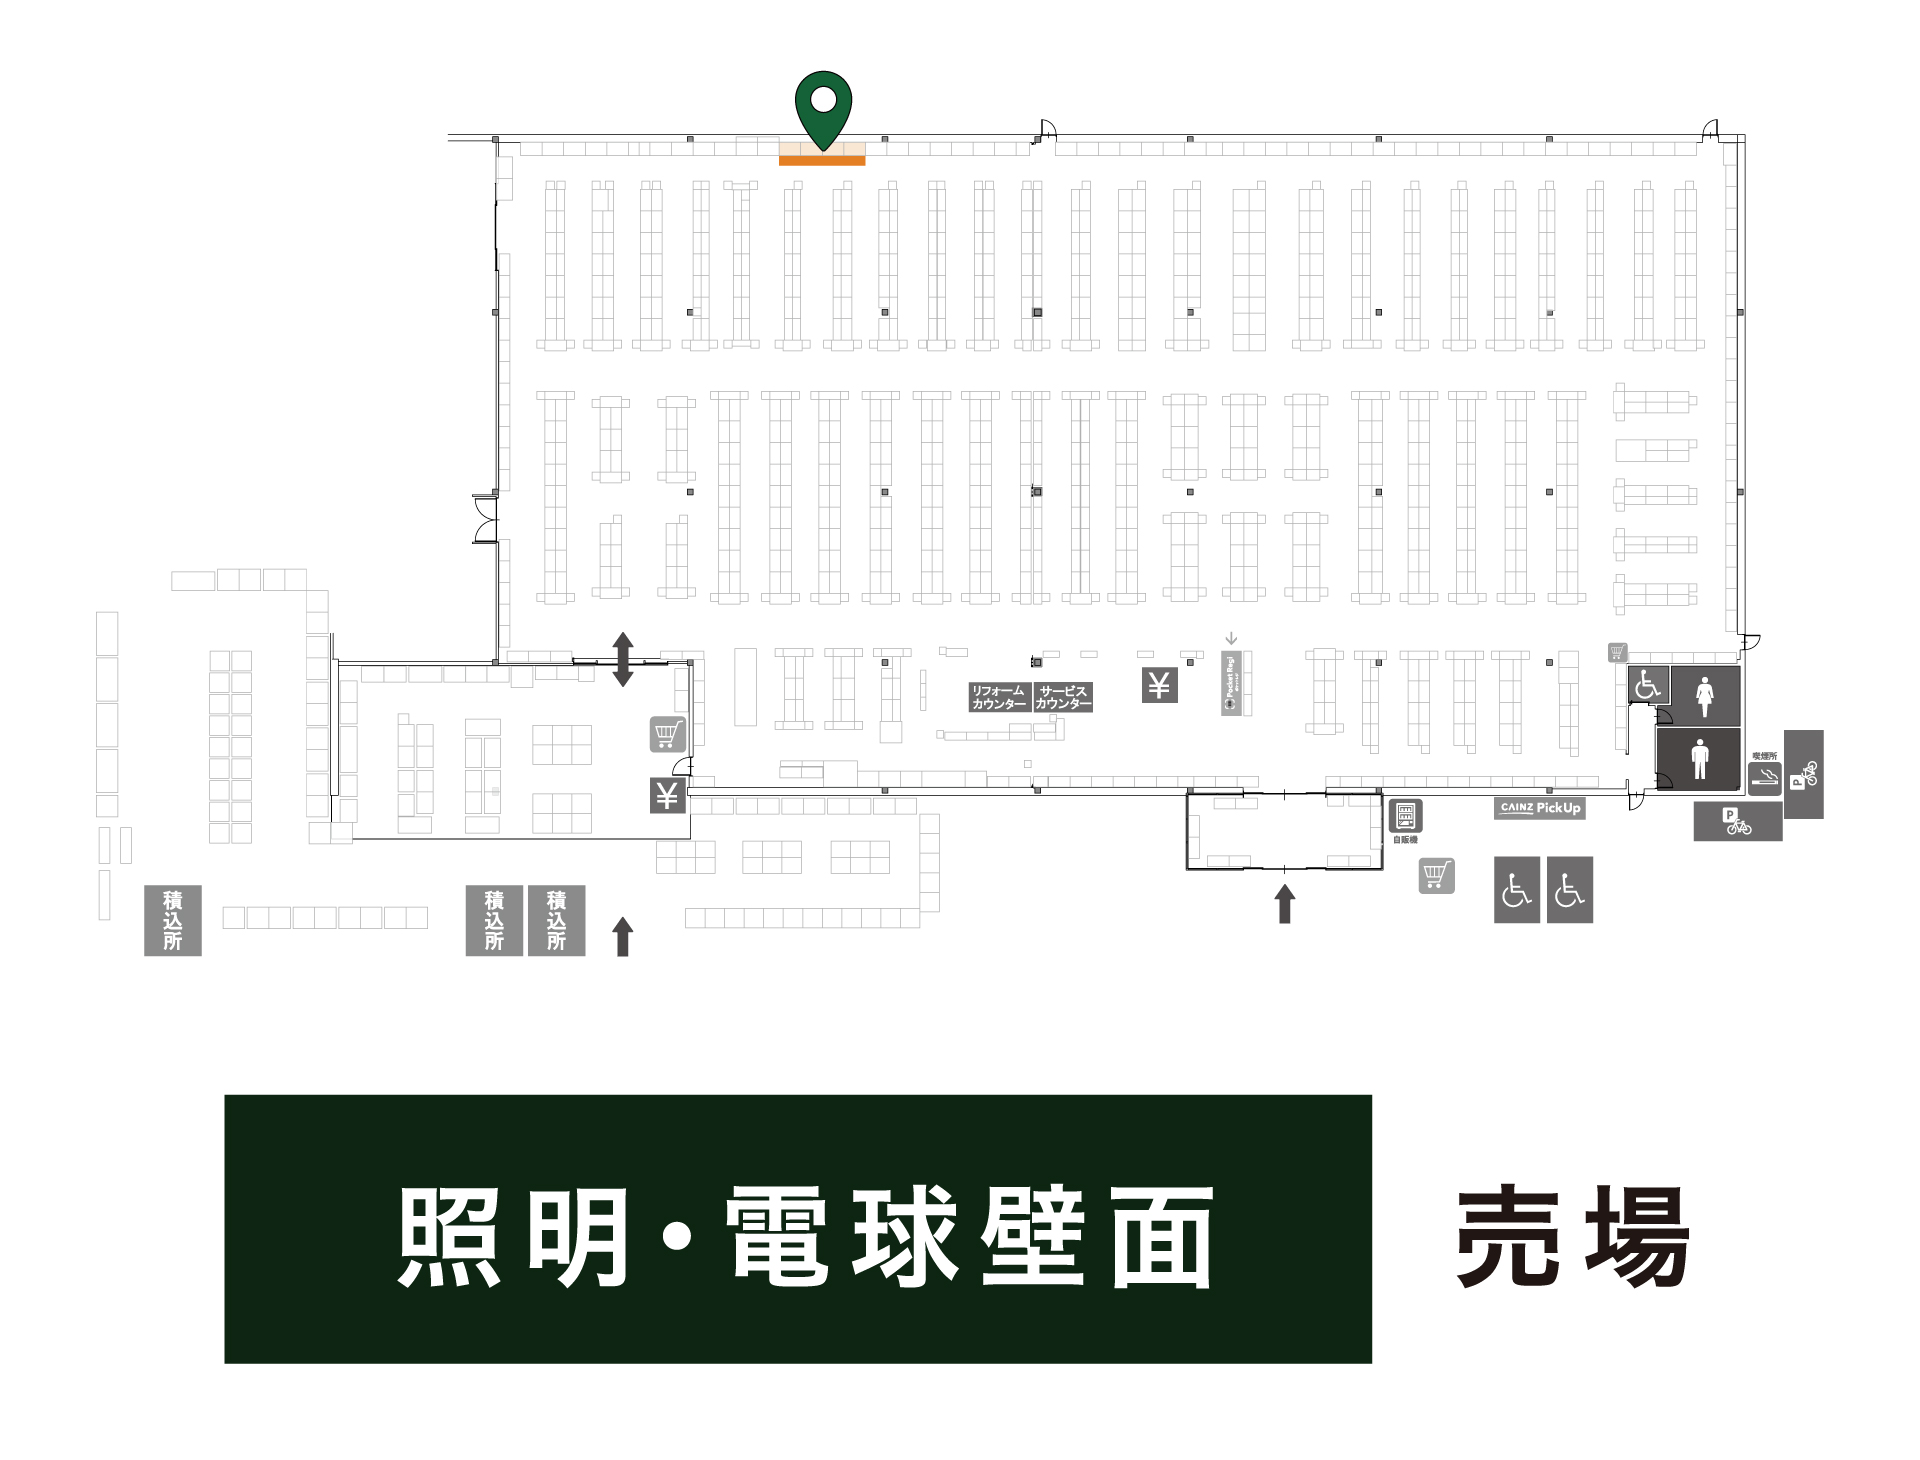 リフォーム
カウンター
サービス
カウンター
¥
Pocket Regi
¥
喫煙所
P
P
CAINZ PickUp
自販機
積込所
積込所
積込所
照明・電球壁面 売場